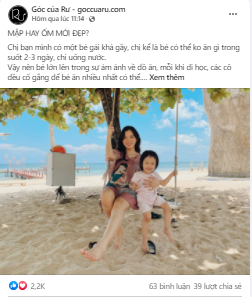 Góc của Rư - goccuaru.com
Hôm qua lúc 11:14
MẬP HAY ỐM MỚI ĐẸP?
Chị bạn mình có một bé gái khá gầy, chị kể là bé có thể ko ăn gì trong
suốt 2-3 ngày, chỉ uống nước.
Vậy nên bé lớn lên trong sự ám ảnh về đồ ăn, mỗi khi đi học, các cô
đều cố gắng để bé ăn nhiều nhất có thể.... Xem thêm
2,2K
63 bình luận 39 lượt chia sẻ